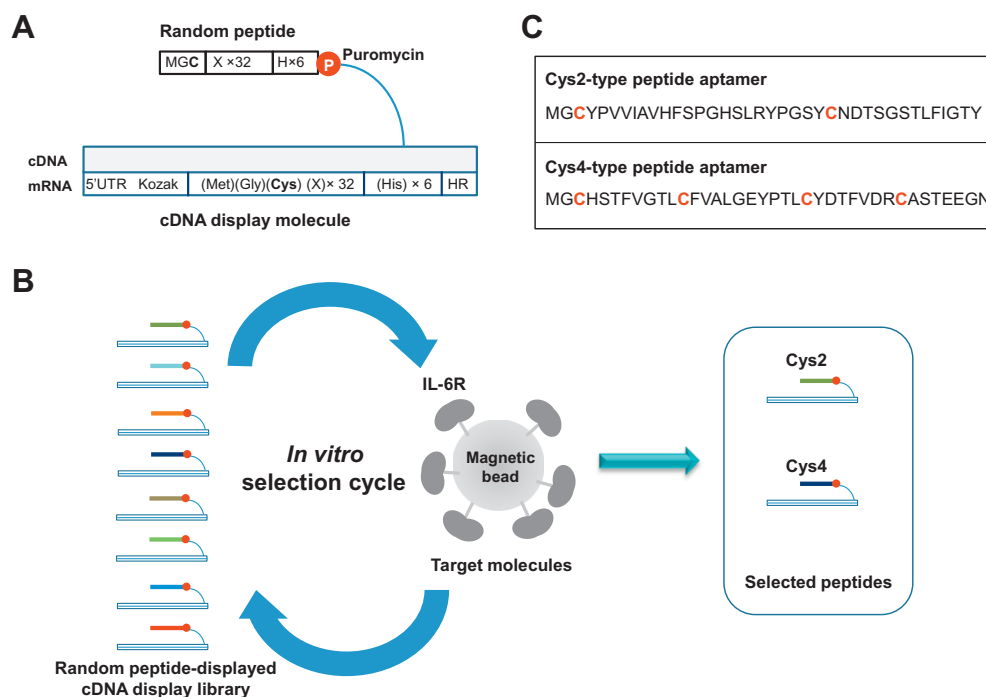 A
Random peptide
MGC X ×32 H×6 P Puromycin
cDNA
mRNA 5'UTR Kozak (Met)(Gly)(Cys) (X)× 32 (His) × 6 HR
cDNA display molecule
C
Cys2-type peptide aptamer
MGCYPVVIAVHFSPGHSLRYPGSYCNDTSGSTLFIGTY
Cys4-type peptide aptamer
MGCHSTFVGTLCFVALGEYPTLCYDTFVDRCASTEEGN
B
IL-6R
In vitro
selection cycle
Magnetic
bead
Target molecules
Random peptide-displayed
cDNA display library
Cys2
Cys4
Selected peptides